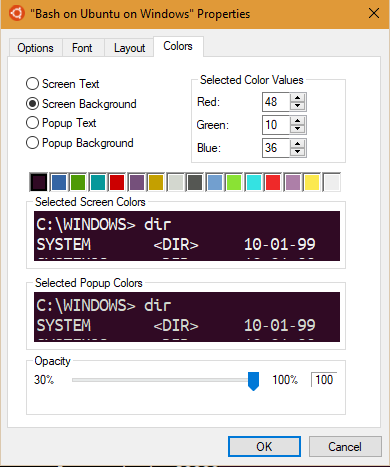 "Bash on Ubuntu on Windows" Properties
Options Font Layout Colors
Screen Text
Screen Background
Popup Text
Popup Background
Selected Color Values
Red: 48
Green: 10
Blue: 36
Selected Screen Colors
C:\WINDOWS> dir
SYSTEM <DIR> 10-01-99
Selected Popup Colors
C:\WINDOWS> dir
SYSTEM <DIR> 10-01-99
Opacity
30% 100% 100
OK Cancel